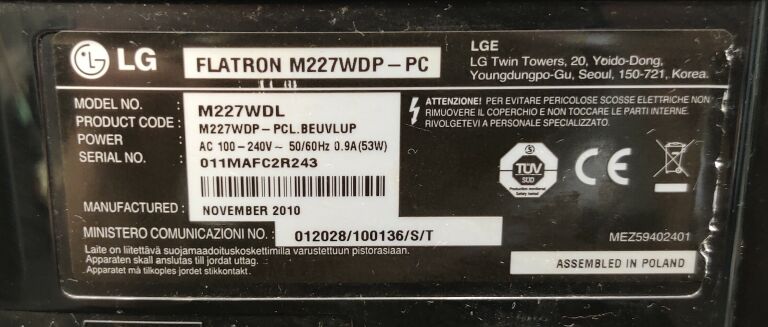 LG
FLATRON M227WDP-PC
LGE
LG Twin Towers, 20, Yoido-Dong,
Youngdungpo-Gu, Seoul, 150-721, Korea.
MODEL NO. : M227WDL
PRODUCT CODE : M227WDP-PCL.BEUVLUP
POWER : AC 100-240V~ 50/60Hz 0.9A(53W)
SERIAL NO. : 011MAFC2R243
MANUFACTURED : NOVEMBER 2010
MINISTERO COMUNICAZIONI NO. : 012028/100136/S/T
ATTENZIONE! PER EVITARE PERICOLOSE SCOSSE ELETTRICHE NON
RIMUOVERE IL COPERCHIO E NON TOCCARE LE PARTI INTERNE.
RIVOLGETEVI A PERSONALE SPECIALIZZATO.
TÜV
SÜD
Production monitored
Safety tested
CE
MEZ59402401
Laite on liitettävä suojamaadoituskoskettimilla varustettuun pistorasiaan.
Apparaten skall anslutas till jordat uttag.
Apparatet må tilkoples jordet stikkontakt.
ASSEMBLED IN POLAND